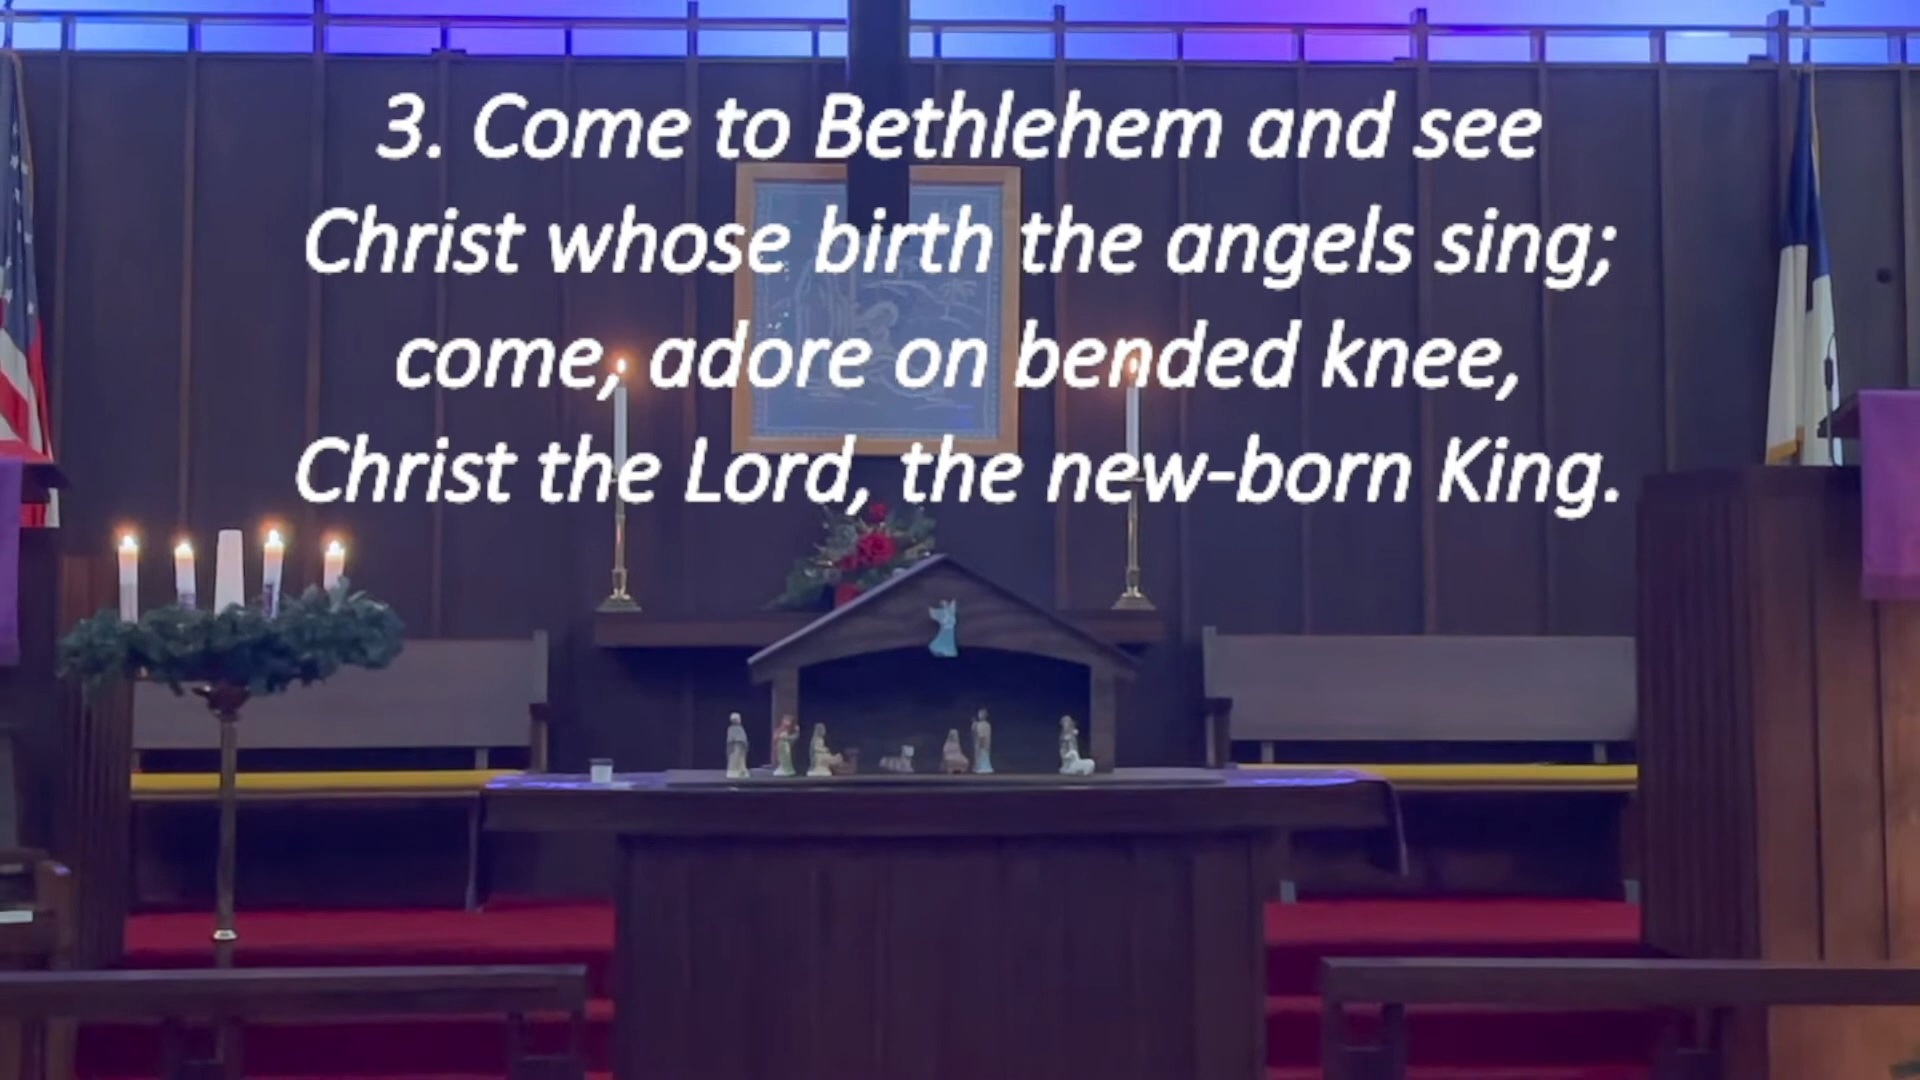 3. Come to Bethlehem and see
Christ whose birth the angels sing;
come, adore on bended knee,
Christ the Lord, the new-born King.